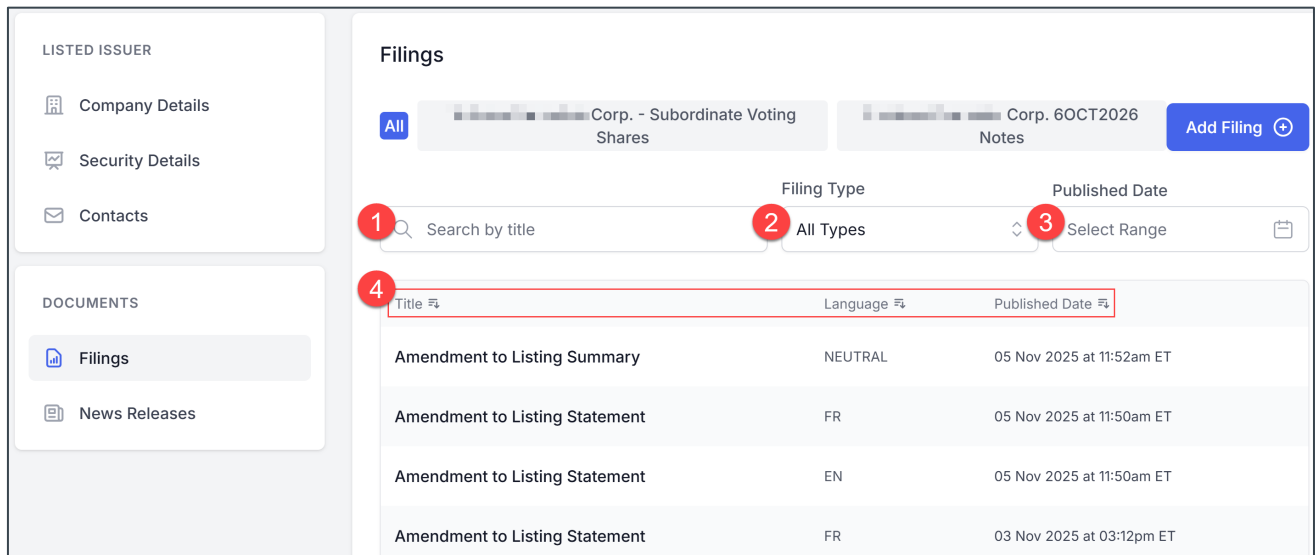 LISTED ISSUER
Company Details
Security Details
Contacts
DOCUMENTS
Filings
News Releases
Filings
All
Corp. - Subordinate Voting
Shares
Corp. 6OCT2026
Notes
Add Filing
Filing Type
Published Date
1
Search by title
2
All Types
3
Select Range
4
Title
Language
Published Date
Amendment to Listing Summary NEUTRAL 05 Nov 2025 at 11:52am ET
Amendment to Listing Statement FR 05 Nov 2025 at 11:50am ET
Amendment to Listing Statement EN 05 Nov 2025 at 11:50am ET
Amendment to Listing Statement FR 03 Nov 2025 at 03:12pm ET